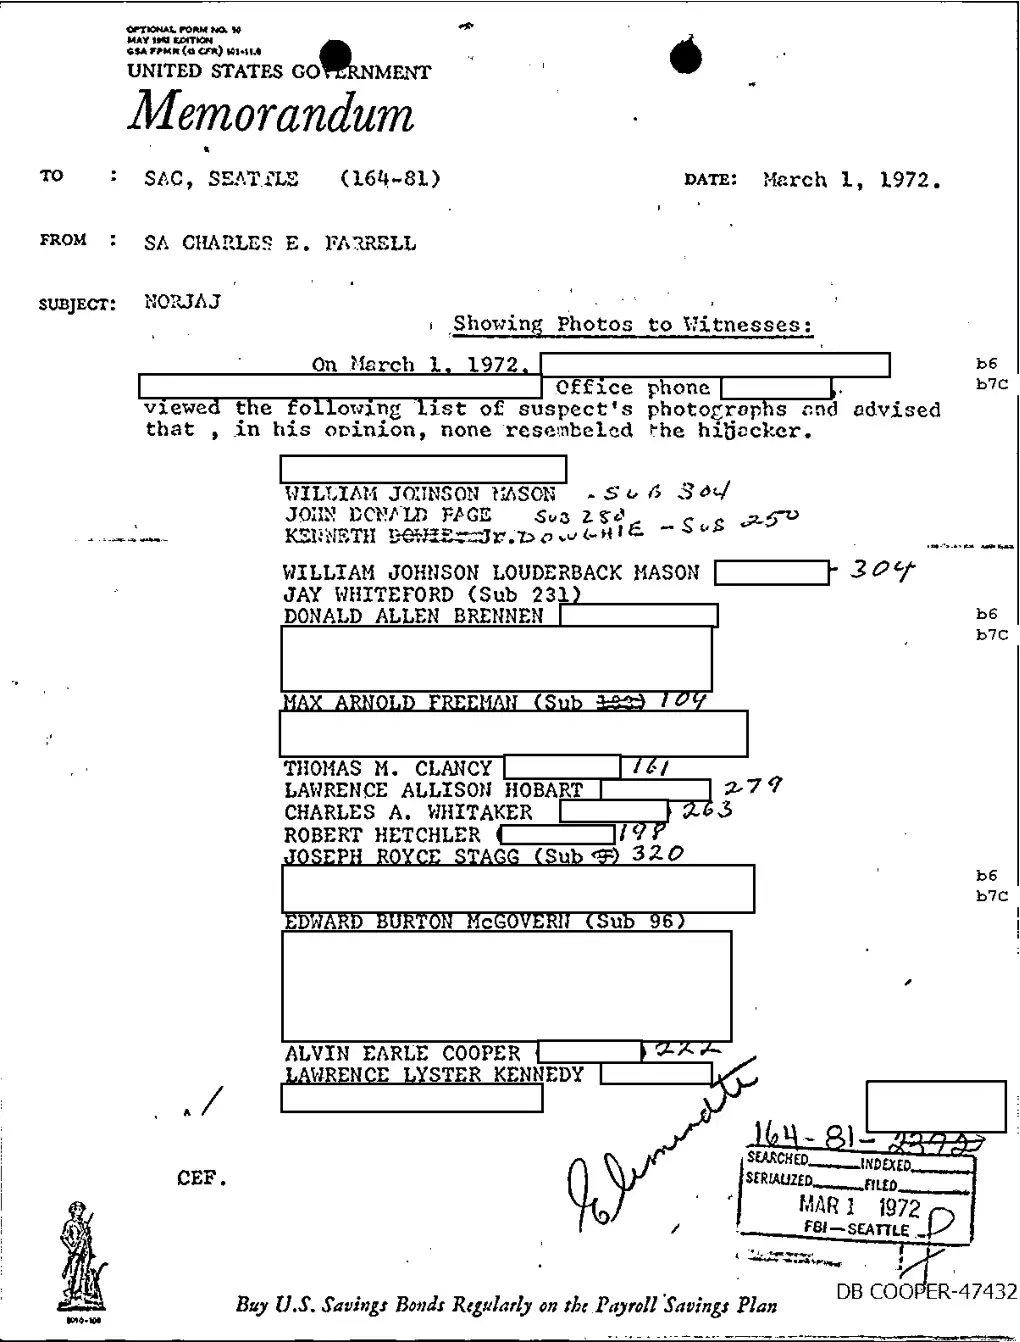 OPTIONAL FORM NO. 10
MAY 1962 EDITION
GSA FPMR (41 CFR) 101-11.6
UNITED STATES GOVERNMENT
Memorandum
TO : SAC, SEATTLE (164-81) DATE: March 1, 1972.
FROM : SA CHARLES E. FARRELL
SUBJECT: NORJAJ
Showing Photos to Witnesses:
On March 1, 1972, b6
Office phone b7C
viewed the following list of suspect's photographs and advised
that , in his opinion, none resembeled the hijacker.
WILLIAM JOHNSON MASON - SUB 304
JOHN DONALD PAGE SUB
KENNETH - SUB 250
WILLIAM JOHNSON LOUDERBACK MASON - 304
JAY WHITEFORD (Sub 231)
DONALD ALLEN BRENNEN b6
b7C
MAX ARNOLD FREEMAN (Sub 104
THOMAS M. CLANCY 161
LAWRENCE ALLISON HOBART 279
CHARLES A. WHITAKER 263
ROBERT HETCHLER ( 198
JOSEPH ROYCE STAGG (Sub ) 320
b6
b7C
EDWARD BURTON McGOVERN (Sub 96)
ALVIN EARLE COOPER ) 222
LAWRENCE LYSTER KENNEDY
Eliminate
164-81-2372
SEARCHED INDEXED
SERIALIZED FILED
MAR 1 1972
FBI-SEATTLE
CEF.
5010-108
Buy U.S. Savings Bonds Regularly on the Payroll Savings Plan
DB COOPER-47432